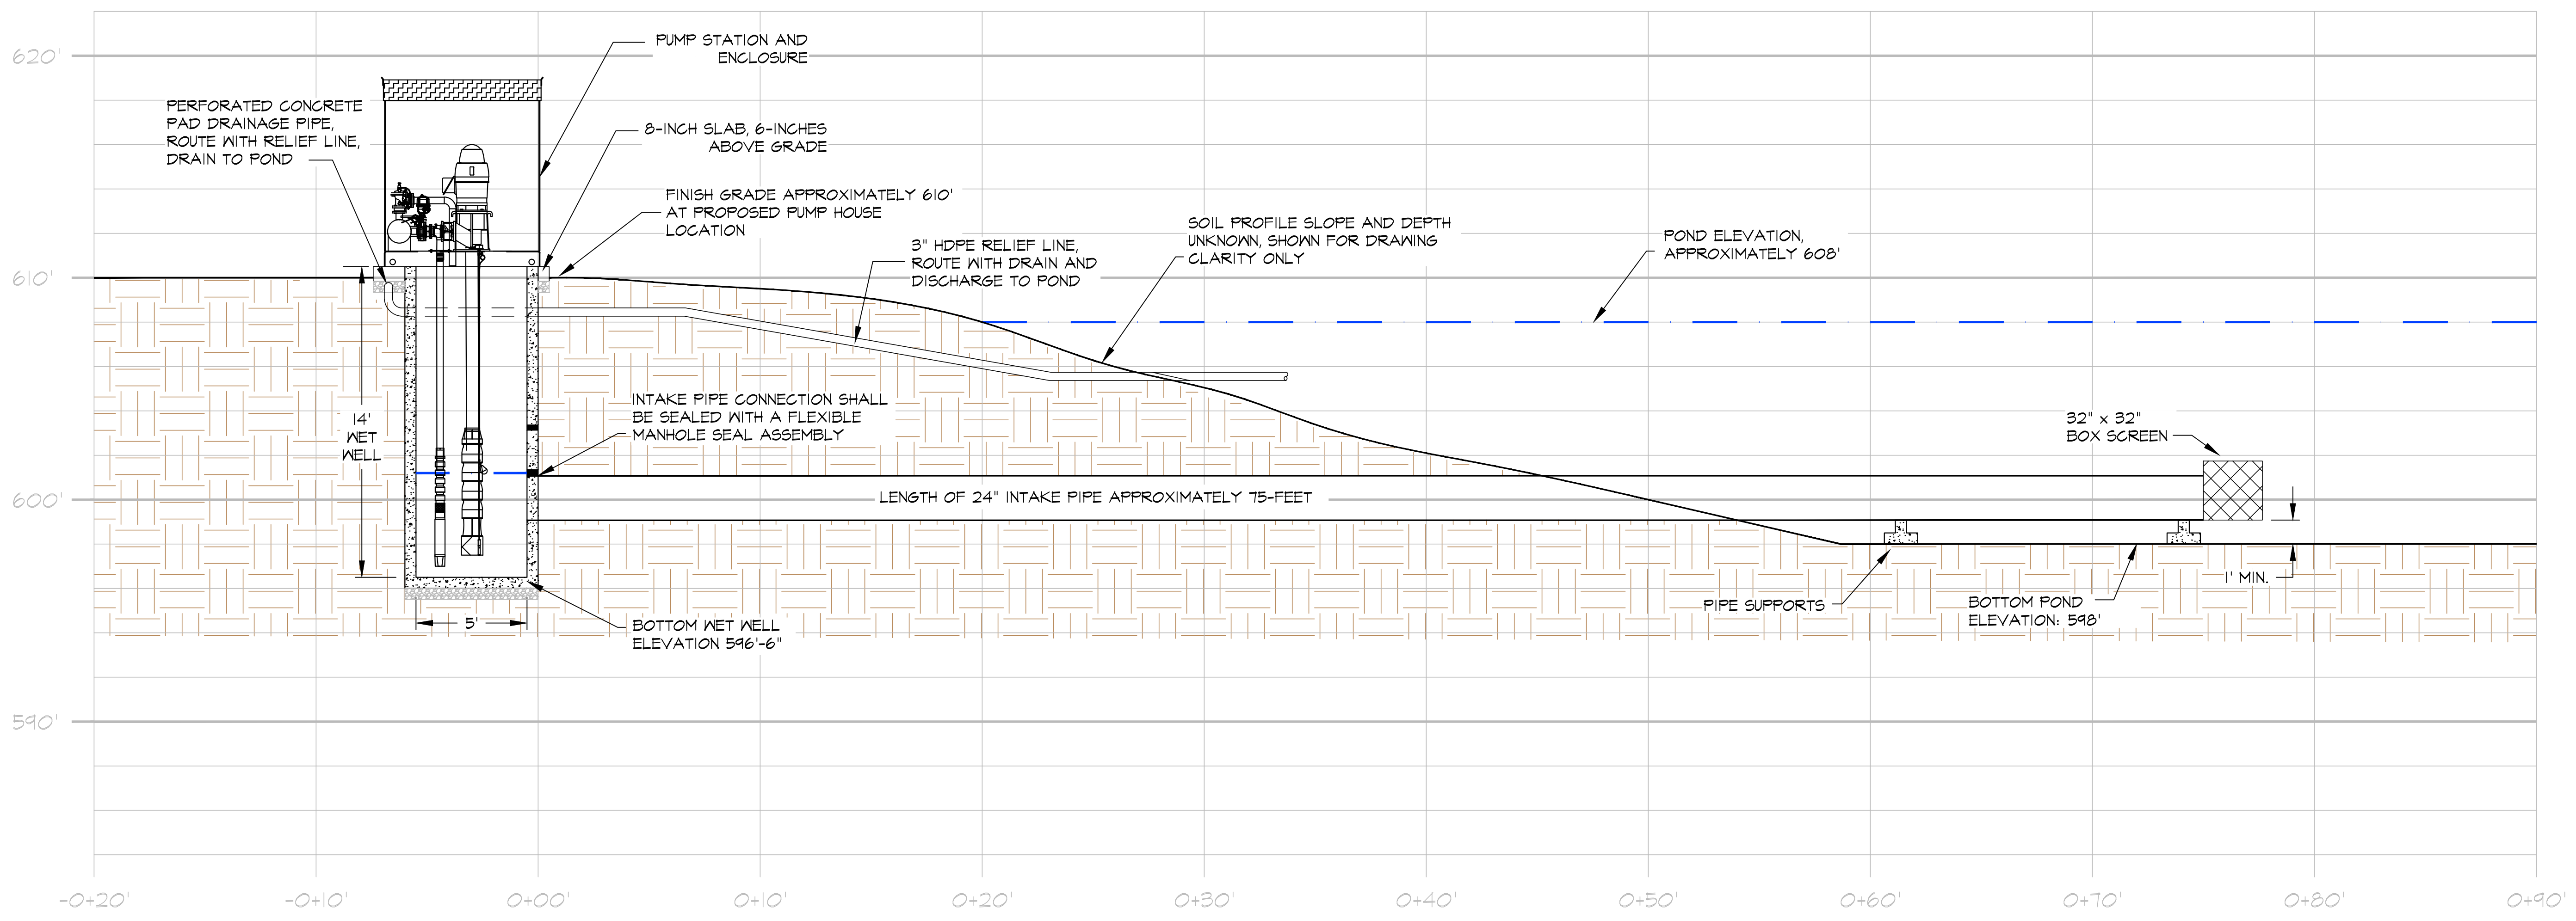 620'
PUMP STATION AND
ENCLOSURE
PERFORATED CONCRETE
PAD DRAINAGE PIPE,
ROUTE WITH RELIEF LINE,
DRAIN TO POND
8-INCH SLAB, 6-INCHES
ABOVE GRADE
FINISH GRADE APPROXIMATELY 610'
AT PROPOSED PUMP HOUSE
LOCATION
3" HDPE RELIEF LINE,
ROUTE WITH DRAIN AND
DISCHARGE TO POND
SOIL PROFILE SLOPE AND DEPTH
UNKNOWN, SHOWN FOR DRAWING
CLARITY ONLY
POND ELEVATION,
APPROXIMATELY 608'
610'
14'
WET
WELL
INTAKE PIPE CONNECTION SHALL
BE SEALED WITH A FLEXIBLE
MANHOLE SEAL ASSEMBLY
32" x 32"
BOX SCREEN
600'
LENGTH OF 24" INTAKE PIPE APPROXIMATELY 75-FEET
1' MIN.
PIPE SUPPORTS
BOTTOM POND
ELEVATION: 598'
5'
BOTTOM WET WELL
ELEVATION 596'-6"
590'
-0+20'
-0+10'
0+00'
0+10'
0+20'
0+30'
0+40'
0+50'
0+60'
0+70'
0+80'
0+90'